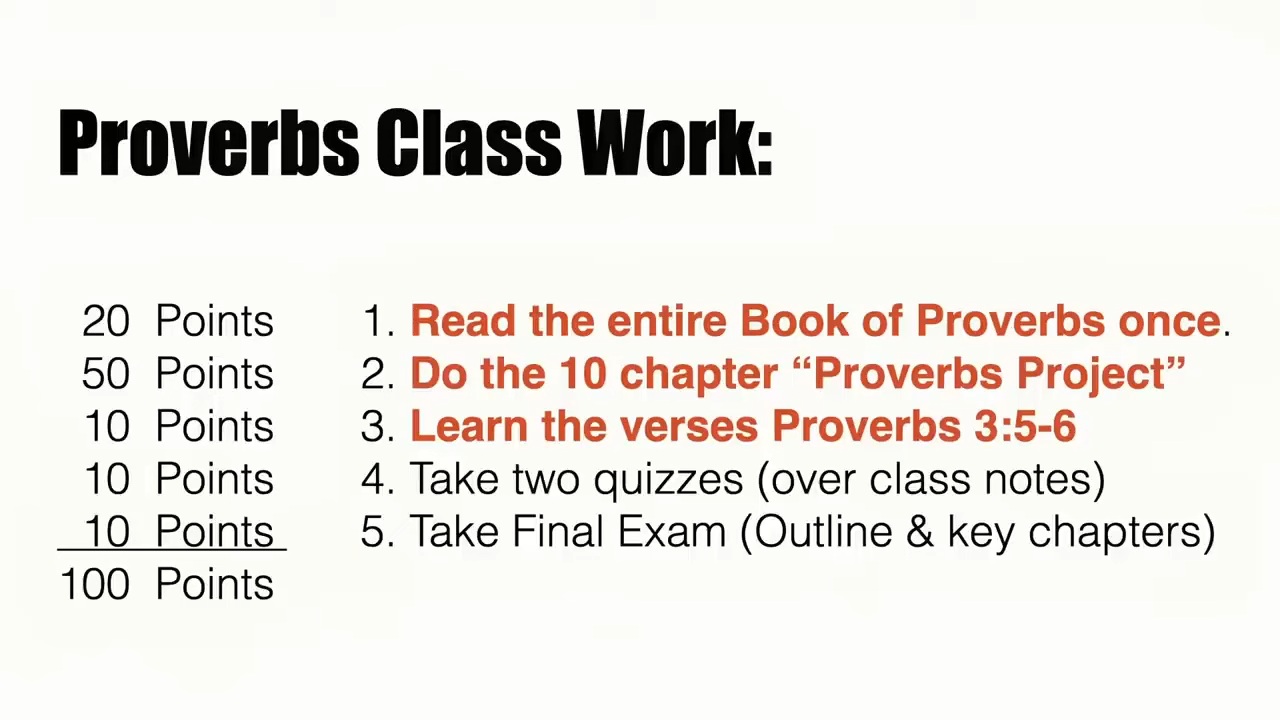 Proverbs Class Work:
20 Points 1. Read the entire Book of Proverbs once.
50 Points 2. Do the 10 chapter “Proverbs Project”
10 Points 3. Learn the verses Proverbs 3:5-6
10 Points 4. Take two quizzes (over class notes)
10 Points 5. Take Final Exam (Outline & key chapters)
100 Points